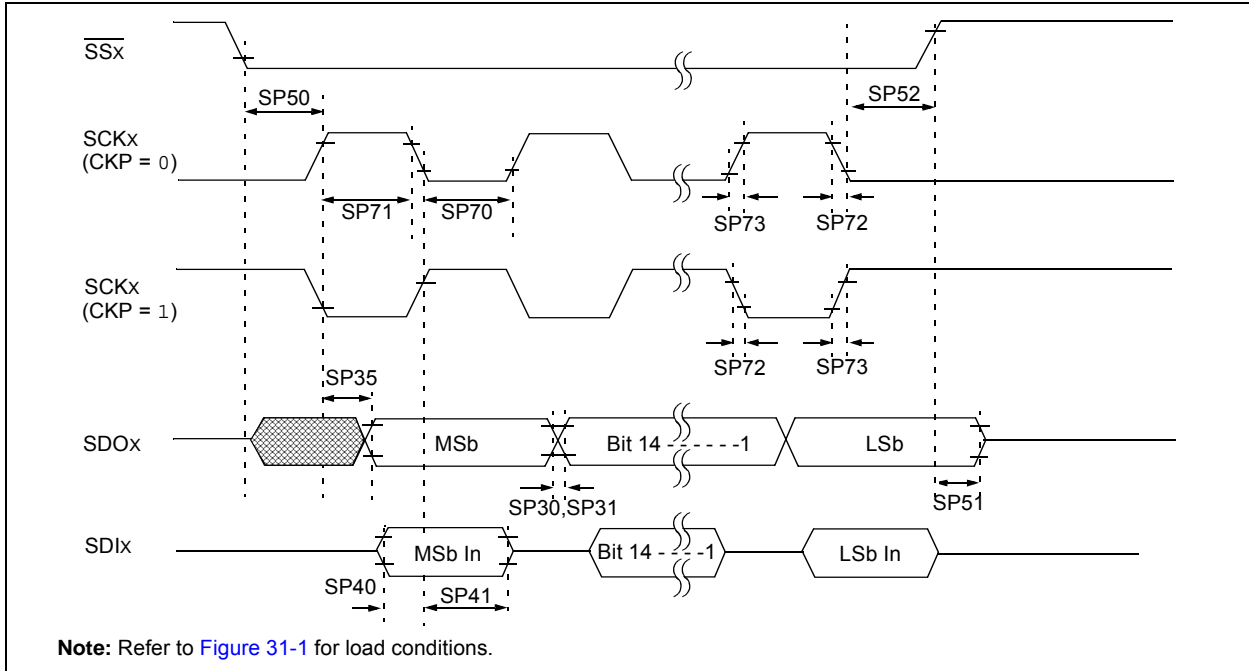 SSx
SP50
SP52
SCKx
(CKP = 0)
SP71
SP70
SP73
SP72
SCKx
(CKP = 1)
SP72
SP73
SP35
SDOx
MSb
Bit 14 - - - - - -1
LSb
SP30,SP31
SP51
SDIx
MSb In
Bit 14 - - - -1
LSb In
SP40
SP41
Note: Refer to Figure 31-1 for load conditions.